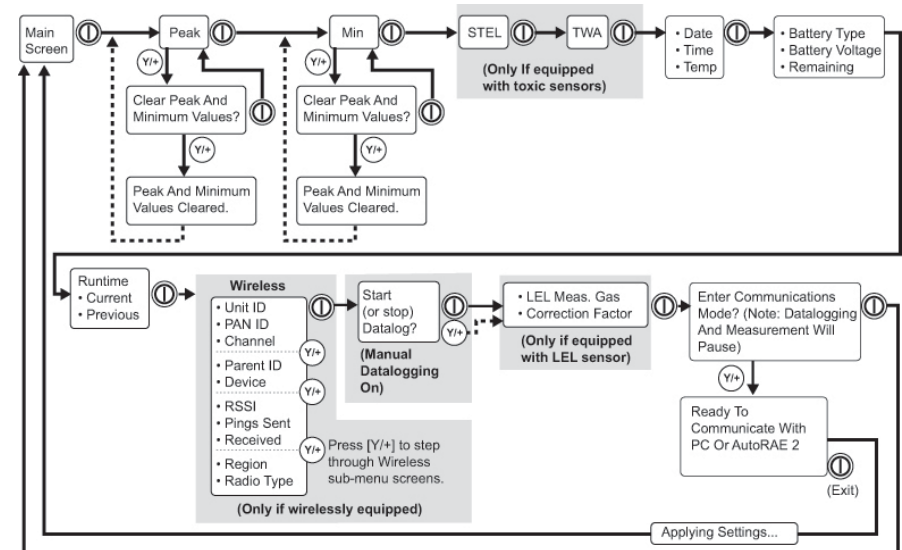 Main
Screen
Peak
Min
STEL
TWA
• Date
• Time
• Temp
• Battery Type
• Battery Voltage
• Remaining
(Only If equipped
with toxic sensors)
Y/+
Y/+
Clear Peak And
Minimum Values?
Clear Peak And
Minimum Values?
Y/+
Y/+
Peak And Minimum
Values Cleared.
Peak And Minimum
Values Cleared.
Runtime
• Current
• Previous
Wireless
• Unit ID
• PAN ID
• Channel
Y/+
• Parent ID
• Device
Y/+
• RSSI
• Pings Sent
• Received
Y/+
• Region
• Radio Type
Press [Y/+] to step
through Wireless
sub-menu screens.
(Only if wirelessly equipped)
Start
(or stop)
Datalog?
Y/+
(Manual
Datalogging
On)
• LEL Meas. Gas
• Correction Factor
(Only if equipped
with LEL sensor)
Enter Communications
Mode? (Note: Datalogging
And Measurement Will
Pause)
Y/+
Ready To
Communicate With
PC Or AutoRAE 2
(Exit)
Applying Settings...